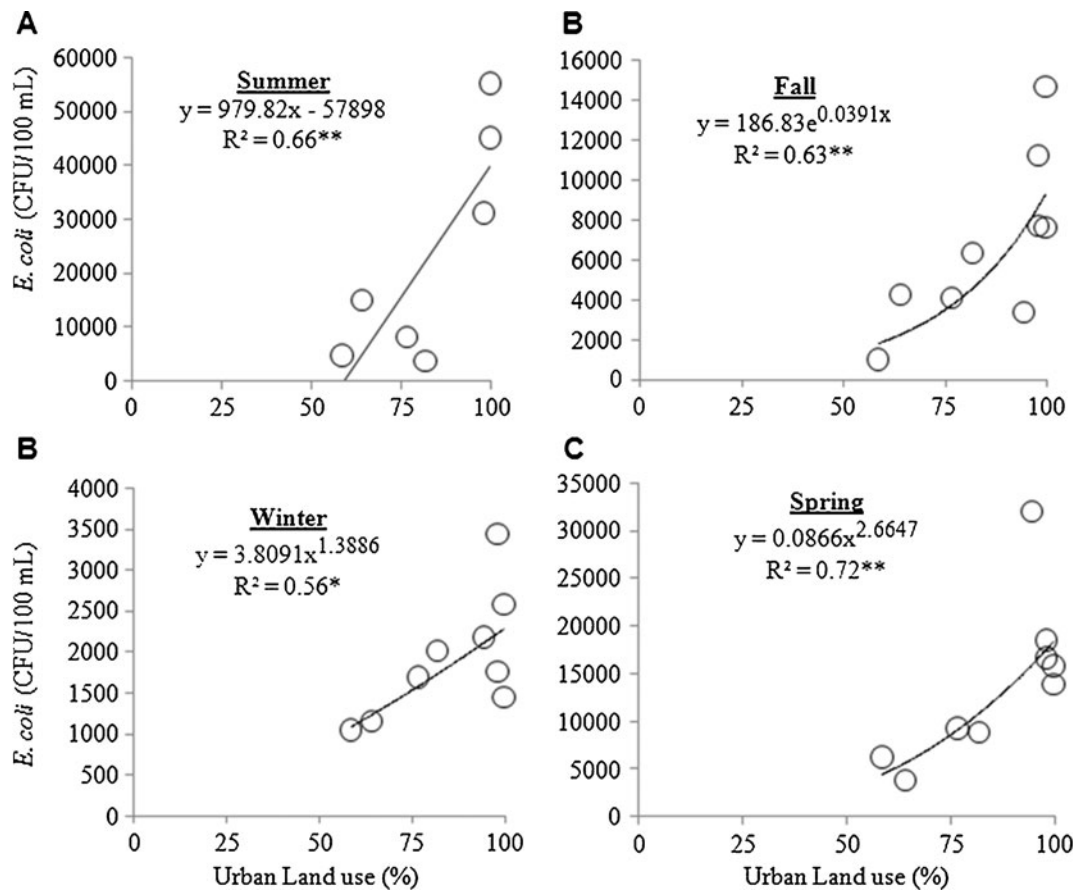 A
Summer
y = 979.82x - 57898
R² = 0.66**
E. coli (CFU/100 mL)
60000
50000
40000
30000
20000
10000
0
0 25 50 75 100
B
Fall
y = 186.83e^0.0391x
R² = 0.63**
16000
14000
12000
10000
8000
6000
4000
2000
0
0 25 50 75 100
B
Winter
y = 3.8091x^1.3886
R² = 0.56*
E. coli (CFU/100 mL)
4000
3500
3000
2500
2000
1500
1000
500
0
0 25 50 75 100
Urban Land use (%)
C
Spring
y = 0.0866x^2.6647
R² = 0.72**
35000
30000
25000
20000
15000
10000
5000
0
0 25 50 75 100
Urban Land use (%)